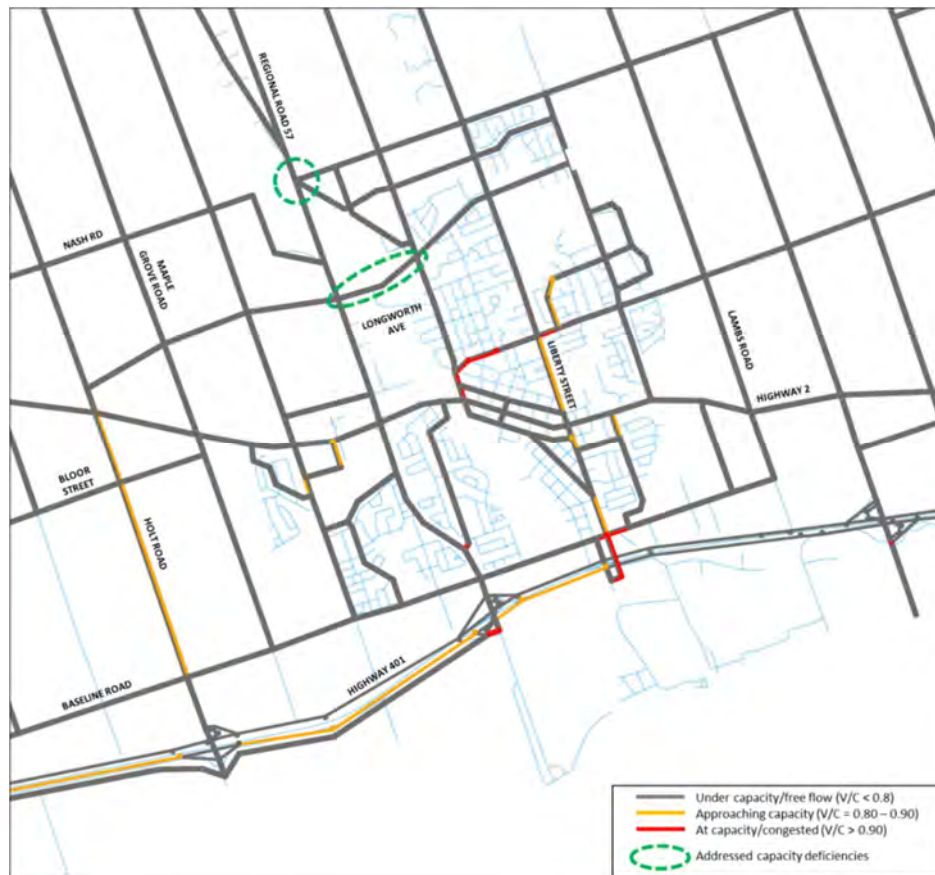 REGIONAL ROAD 57
NASH RD
MAPLE
GROVE ROAD
LONGWORTH
AVE
LIBERTY STREET
LAMBS ROAD
HIGHWAY 2
BLOOR
STREET
HOLT ROAD
HIGHWAY 401
BASELINE ROAD
Under capacity/free flow (V/C < 0.8)
Approaching capacity (V/C = 0.80 – 0.90)
At capacity/congested (V/C > 0.90)
Addressed capacity deficiencies